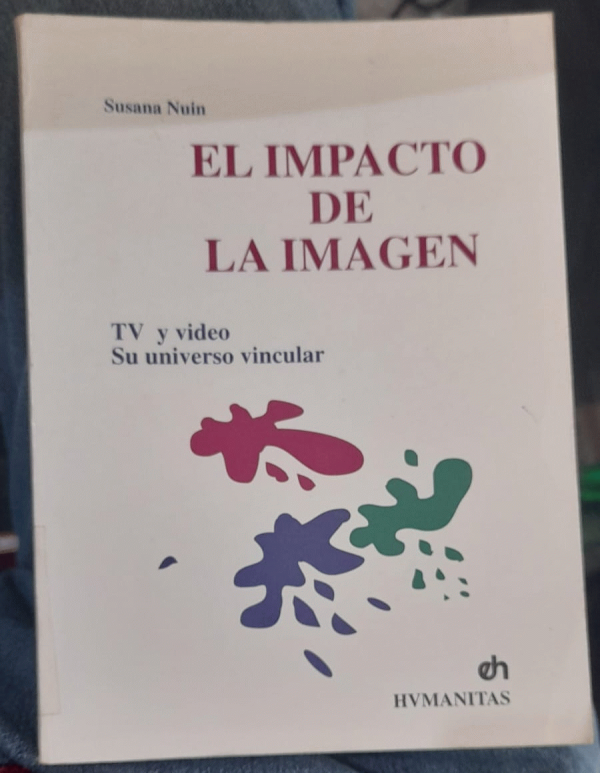 Susana Nuin
EL IMPACTO
DE
LA IMAGEN
TV y video
Su universo vincular
eh
HVMANITAS